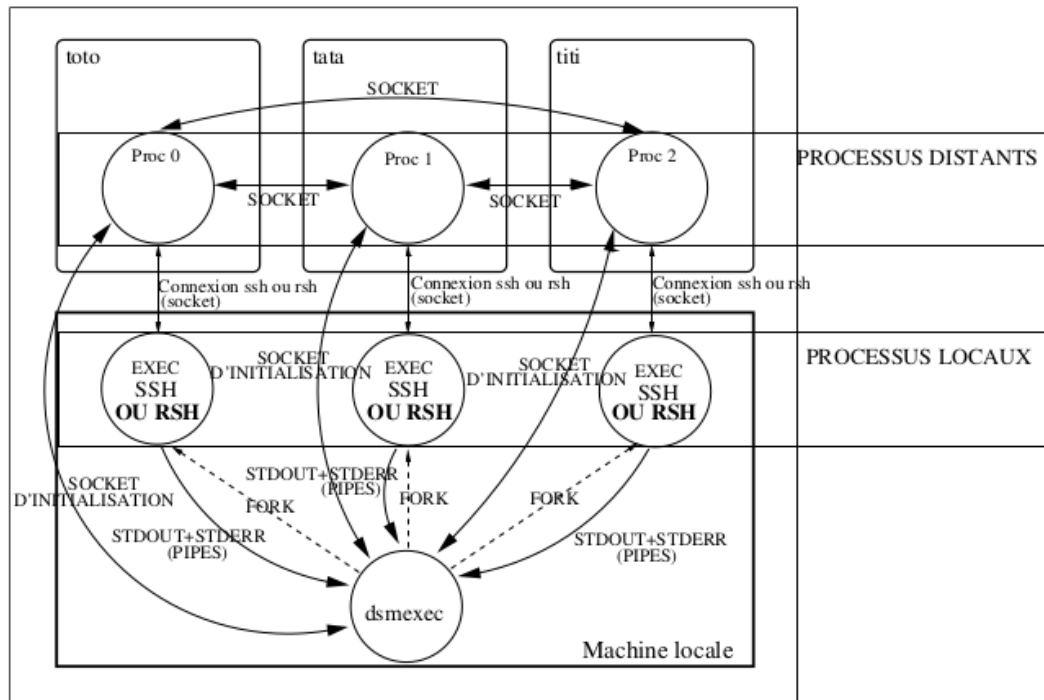 toto
tata
titi
SOCKET
Proc 0
Proc 1
Proc 2
PROCESSUS DISTANTS
SOCKET
SOCKET
Connexion ssh ou rsh
(socket)
Connexion ssh ou rsh
(socket)
Connexion ssh ou rsh
(socket)
PROCESSUS LOCAUX
EXEC
SSH
OU RSH
SOCKET
D'INITIALISATION
EXEC
SSH
OU RSH
SOCKET
D'INITIALISATION
EXEC
SSH
OU RSH
SOCKET
D'INITIALISATION
STDOUT+STDERR
(PIPES)
FORK
FORK
FORK
STDOUT+STDERR
(PIPES)
STDOUT+STDERR
(PIPES)
dsmexec
Machine locale